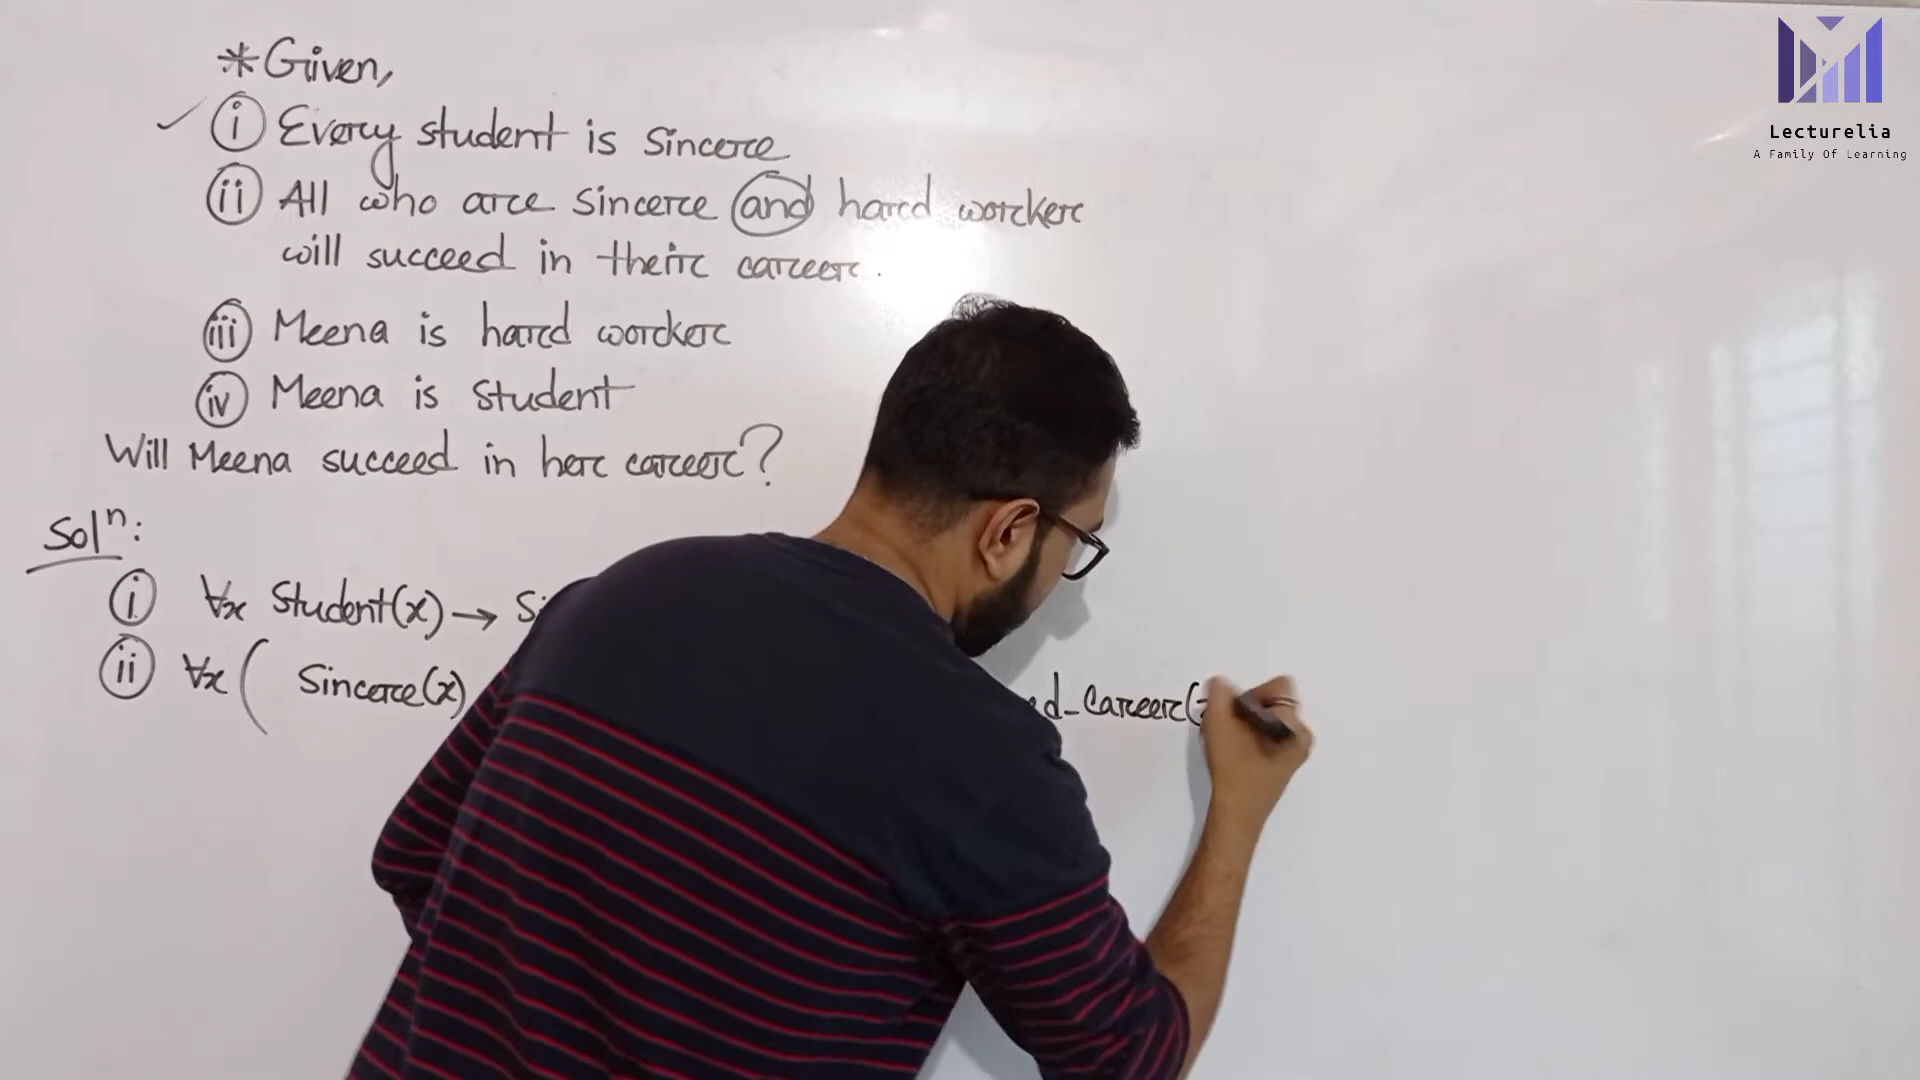 *Given,
i Every student is sincere
ii All who are sincere and hard worker
will succeed in their career.
iii Meena is hard worker
iv Meena is student
Will Meena succeed in her career?
Solⁿ:
i ∀x Student(x) →
ii ∀x ( Sincere(x) _Career(
Lecturelia
A Family Of Learning